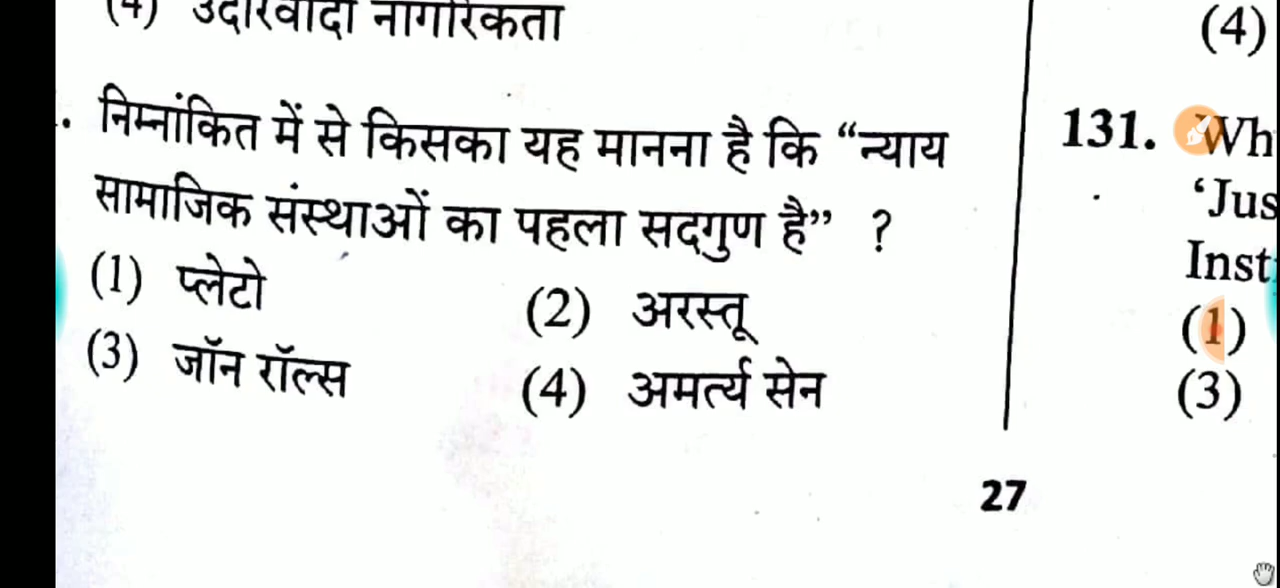 (4) उदारवादी नागरिकता
. निम्नांकित में से किसका यह मानना है कि “न्याय
सामाजिक संस्थाओं का पहला सदगुण है” ?
(1) प्लेटो
(2) अरस्तू
(3) जॉन रॉल्स
(4) अमर्त्य सेन
(4)
131. Wh
‘Jus
Inst
(1)
(3)
27